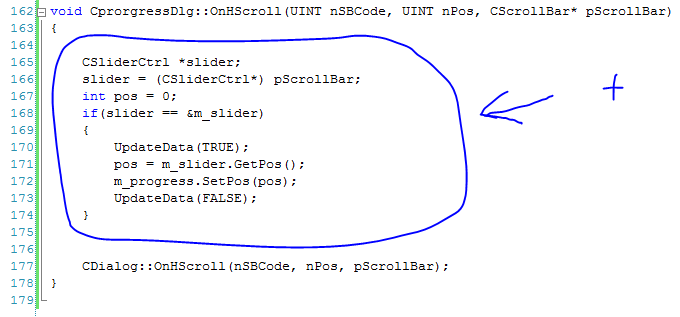 162 void CprorgressDlg::OnHScroll(UINT nSBCode, UINT nPos, CScrollBar* pScrollBar)
163 {
164
165 CSliderCtrl *slider;
166 slider = (CSliderCtrl*) pScrollBar;
167 int pos = 0;
168 if(slider == &m_slider)
169 {
170 UpdateData(TRUE);
171 pos = m_slider.GetPos();
172 m_progress.SetPos(pos);
173 UpdateData(FALSE);
174 }
175
176
177 CDialog::OnHScroll(nSBCode, nPos, pScrollBar);
178 }
179
+